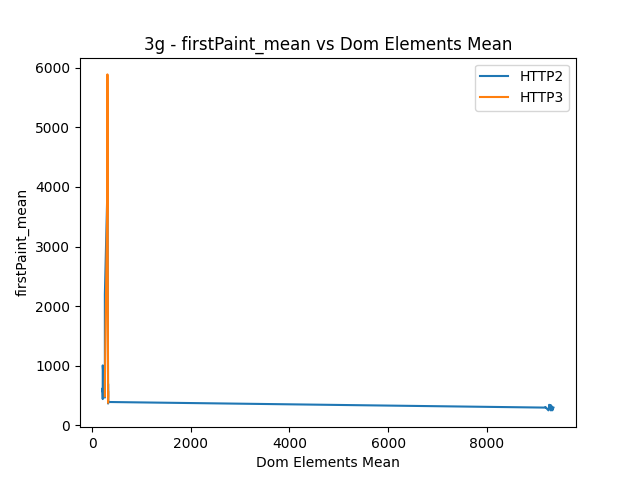 3g - firstPaint_mean vs Dom Elements Mean
HTTP2
HTTP3
6000
5000
4000
3000
2000
1000
0
firstPaint_mean
0 2000 4000 6000 8000
Dom Elements Mean